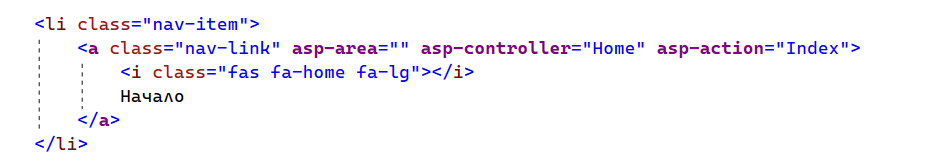 <li class="nav-item">
<a class="nav-link" asp-area="" asp-controller="Home" asp-action="Index">
<i class="fas fa-home fa-lg"></i>
Начало
</a>
</li>